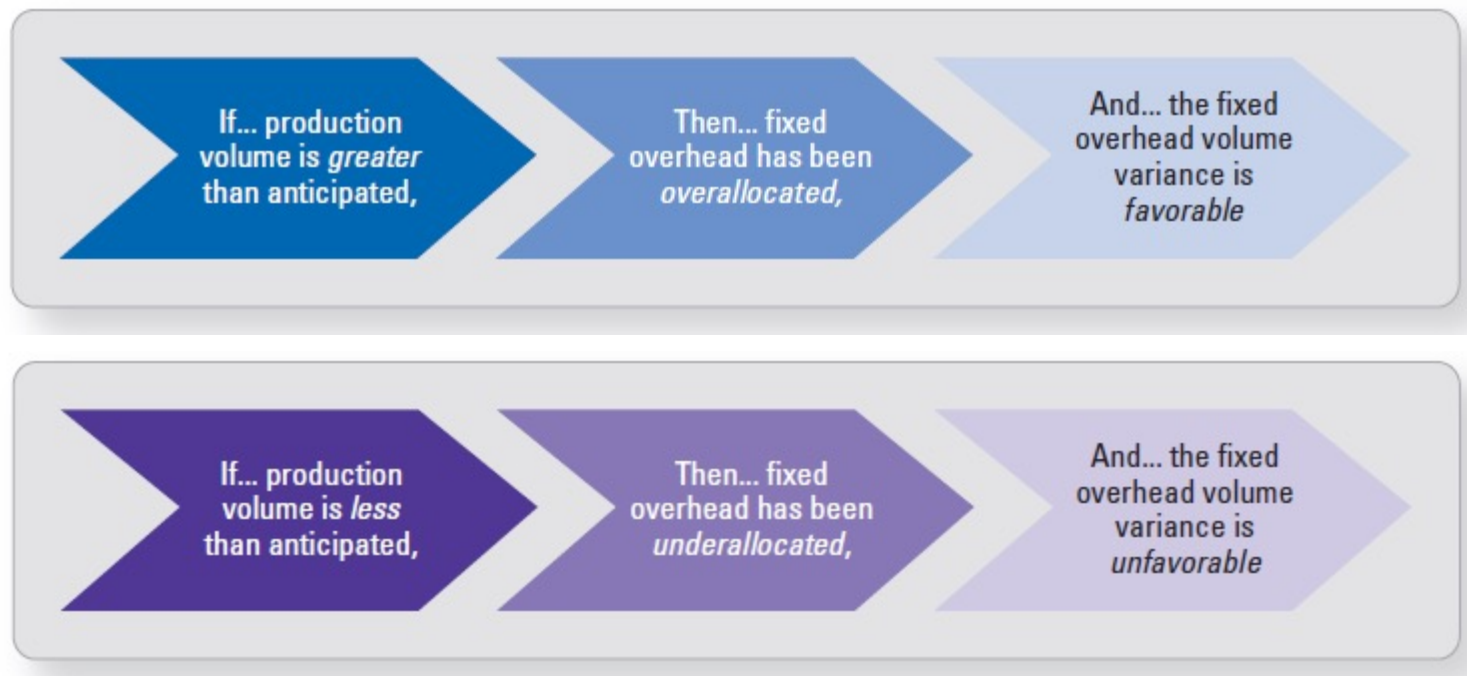 If... production
volume is greater
than anticipated,
Then... fixed
overhead has been
overallocated,
And... the fixed
overhead volume
variance is
favorable
If... production
volume is less
than anticipated,
Then... fixed
overhead has been
underallocated,
And... the fixed
overhead volume
variance is
unfavorable